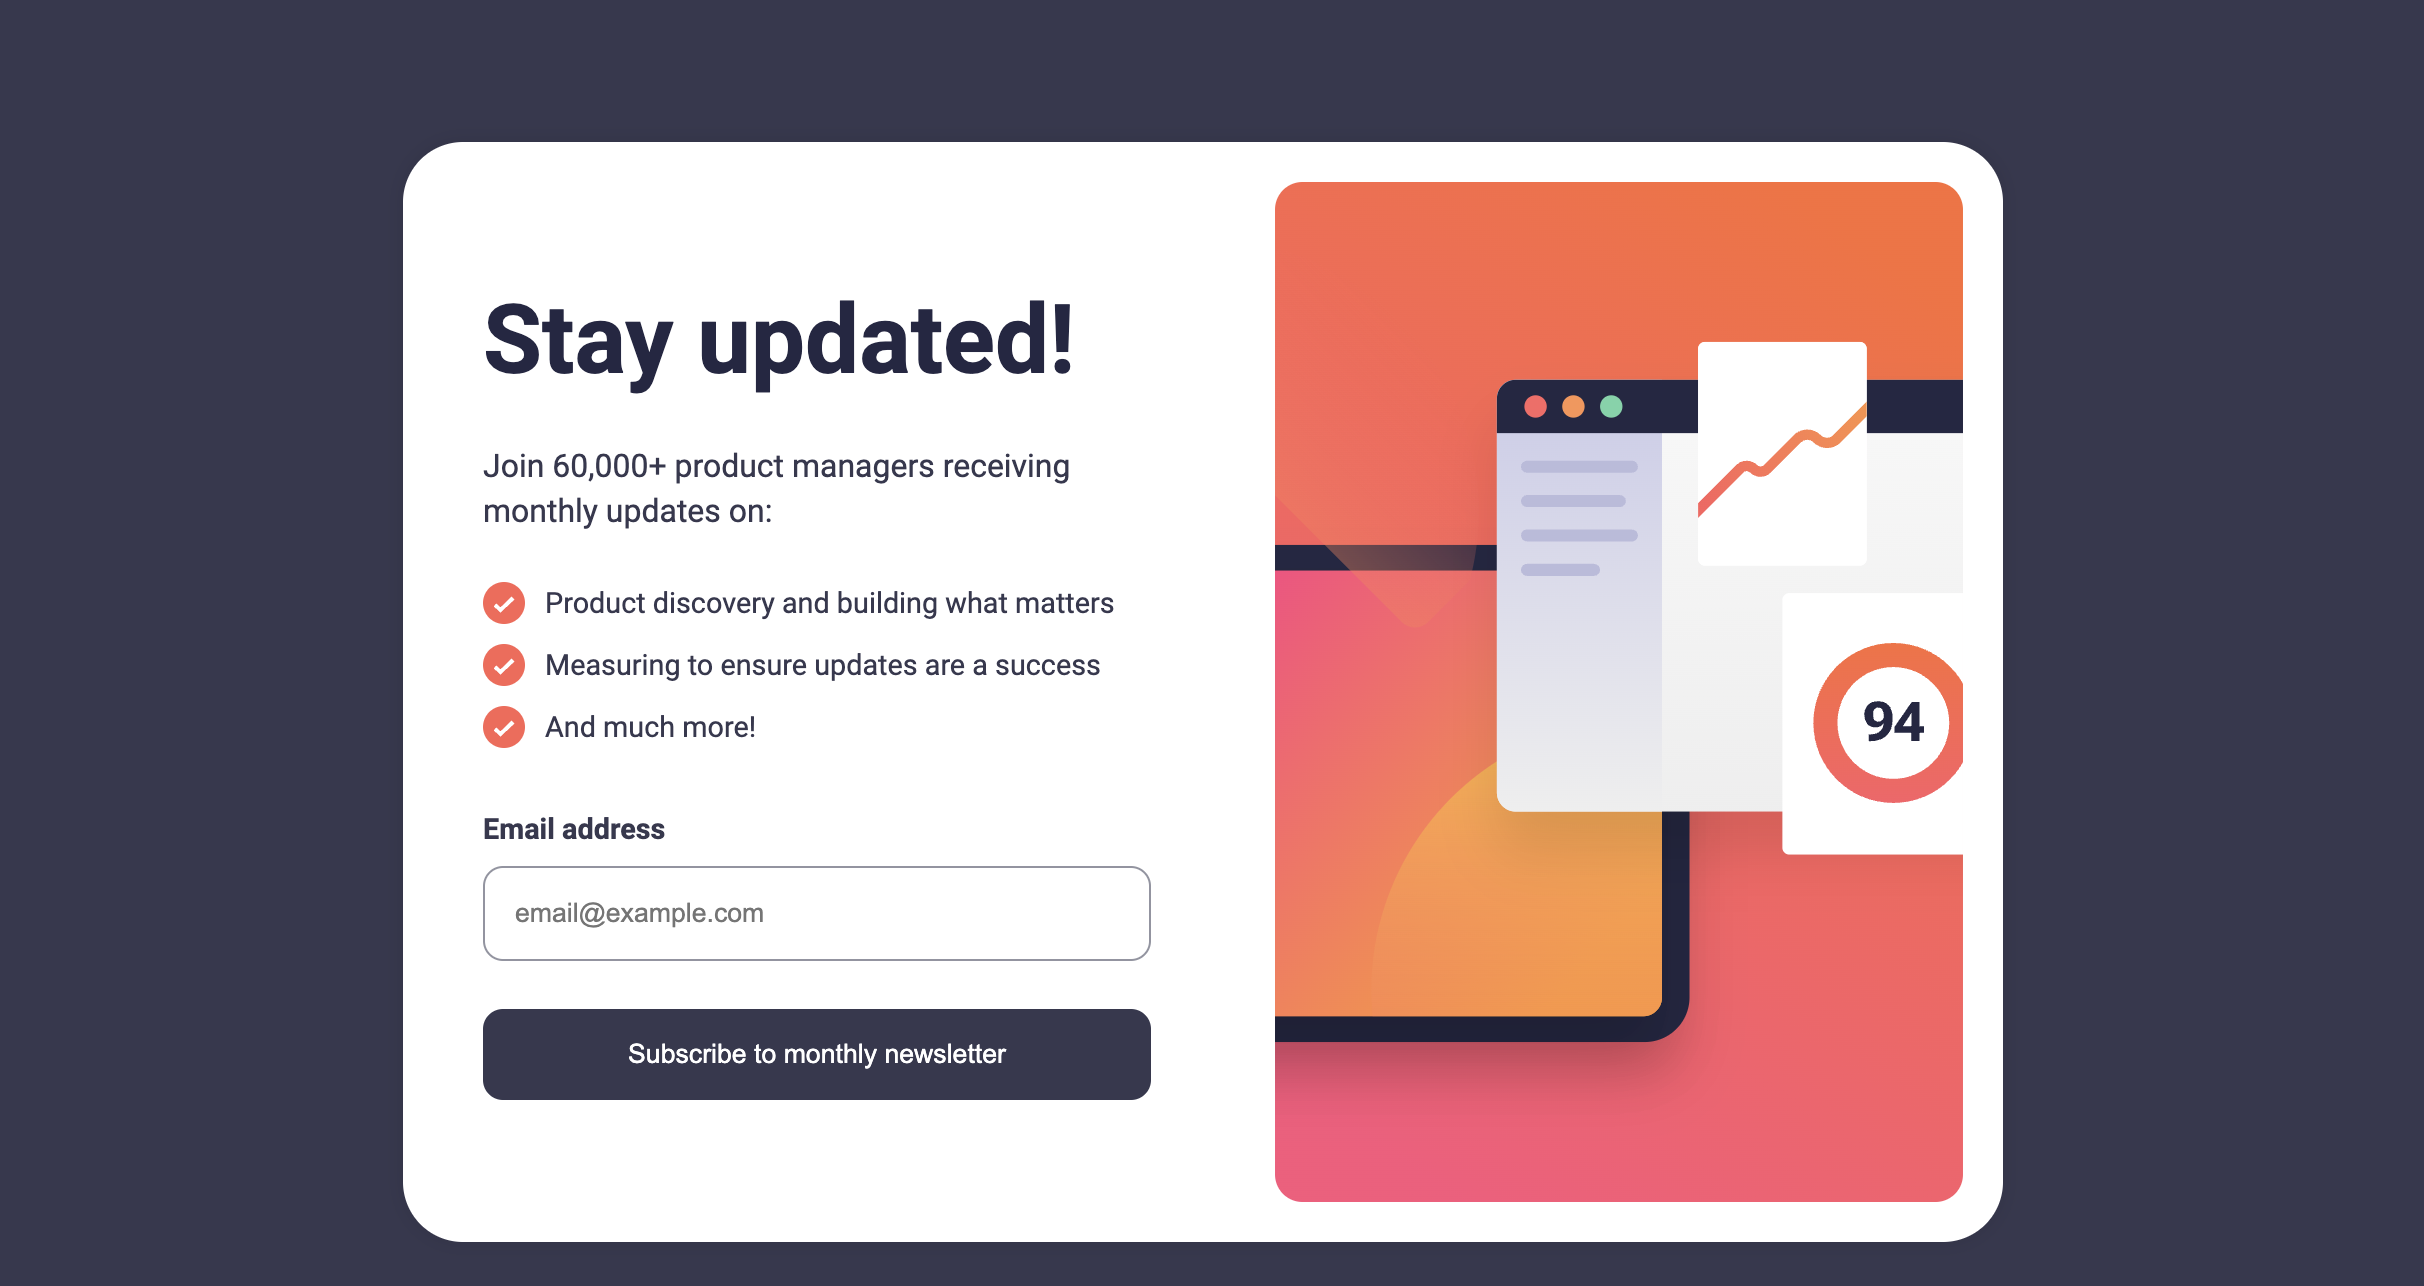 Stay updated!
Join 60,000+ product managers receiving
monthly updates on:
Product discovery and building what matters
Measuring to ensure updates are a success
And much more!
Email address
email@example.com
Subscribe to monthly newsletter
94